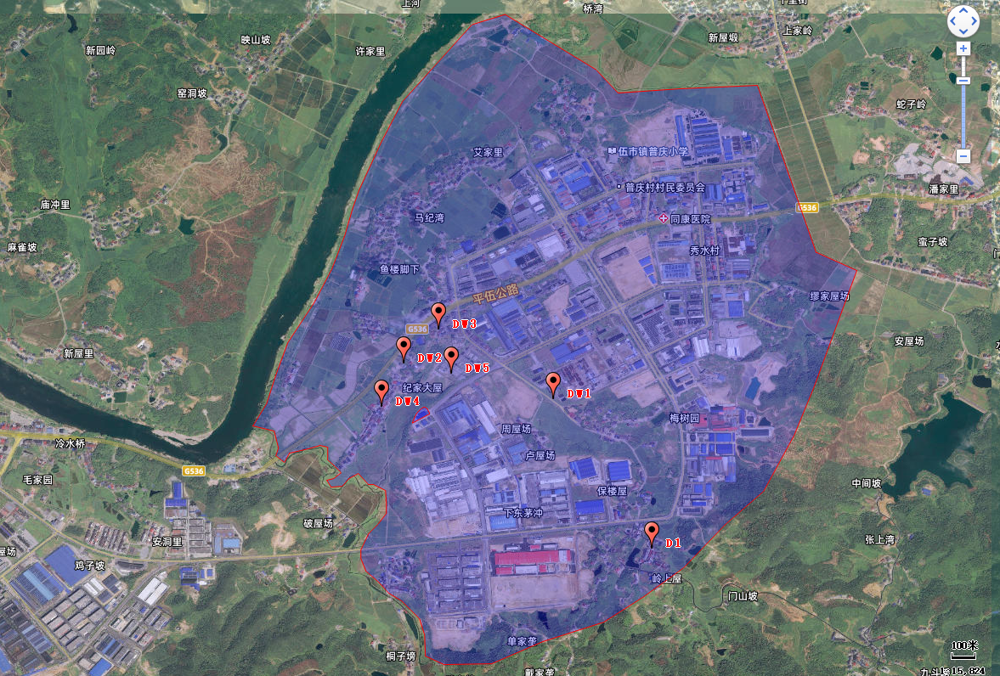 上河
桥湾
上家岭
新屋塅
映山坡
许家里
新园岭
窑洞坡
蛇子岭
艾家里
伍市镇普庆小学
普庆村村民委员会
潘家里
庙冲里
G536
马纪湾
同康医院
蛮子坡
麻雀坡
秀水村
鱼楼脚下
平伍公路
缪家屋场
DW3
G536
安屋场
新屋里
DW2
DW5
纪家大屋
DW4
DW1
梅树园
周屋场
冷水桥
卢屋场
G536
毛家园
中间坡
保楼屋
下东茅冲
破屋场
安洞里
D1
张上湾
屋场
鸡子坡
岭上屋
门山坡
单家垄
100米
桐子塝
戴家垄
1:15,824